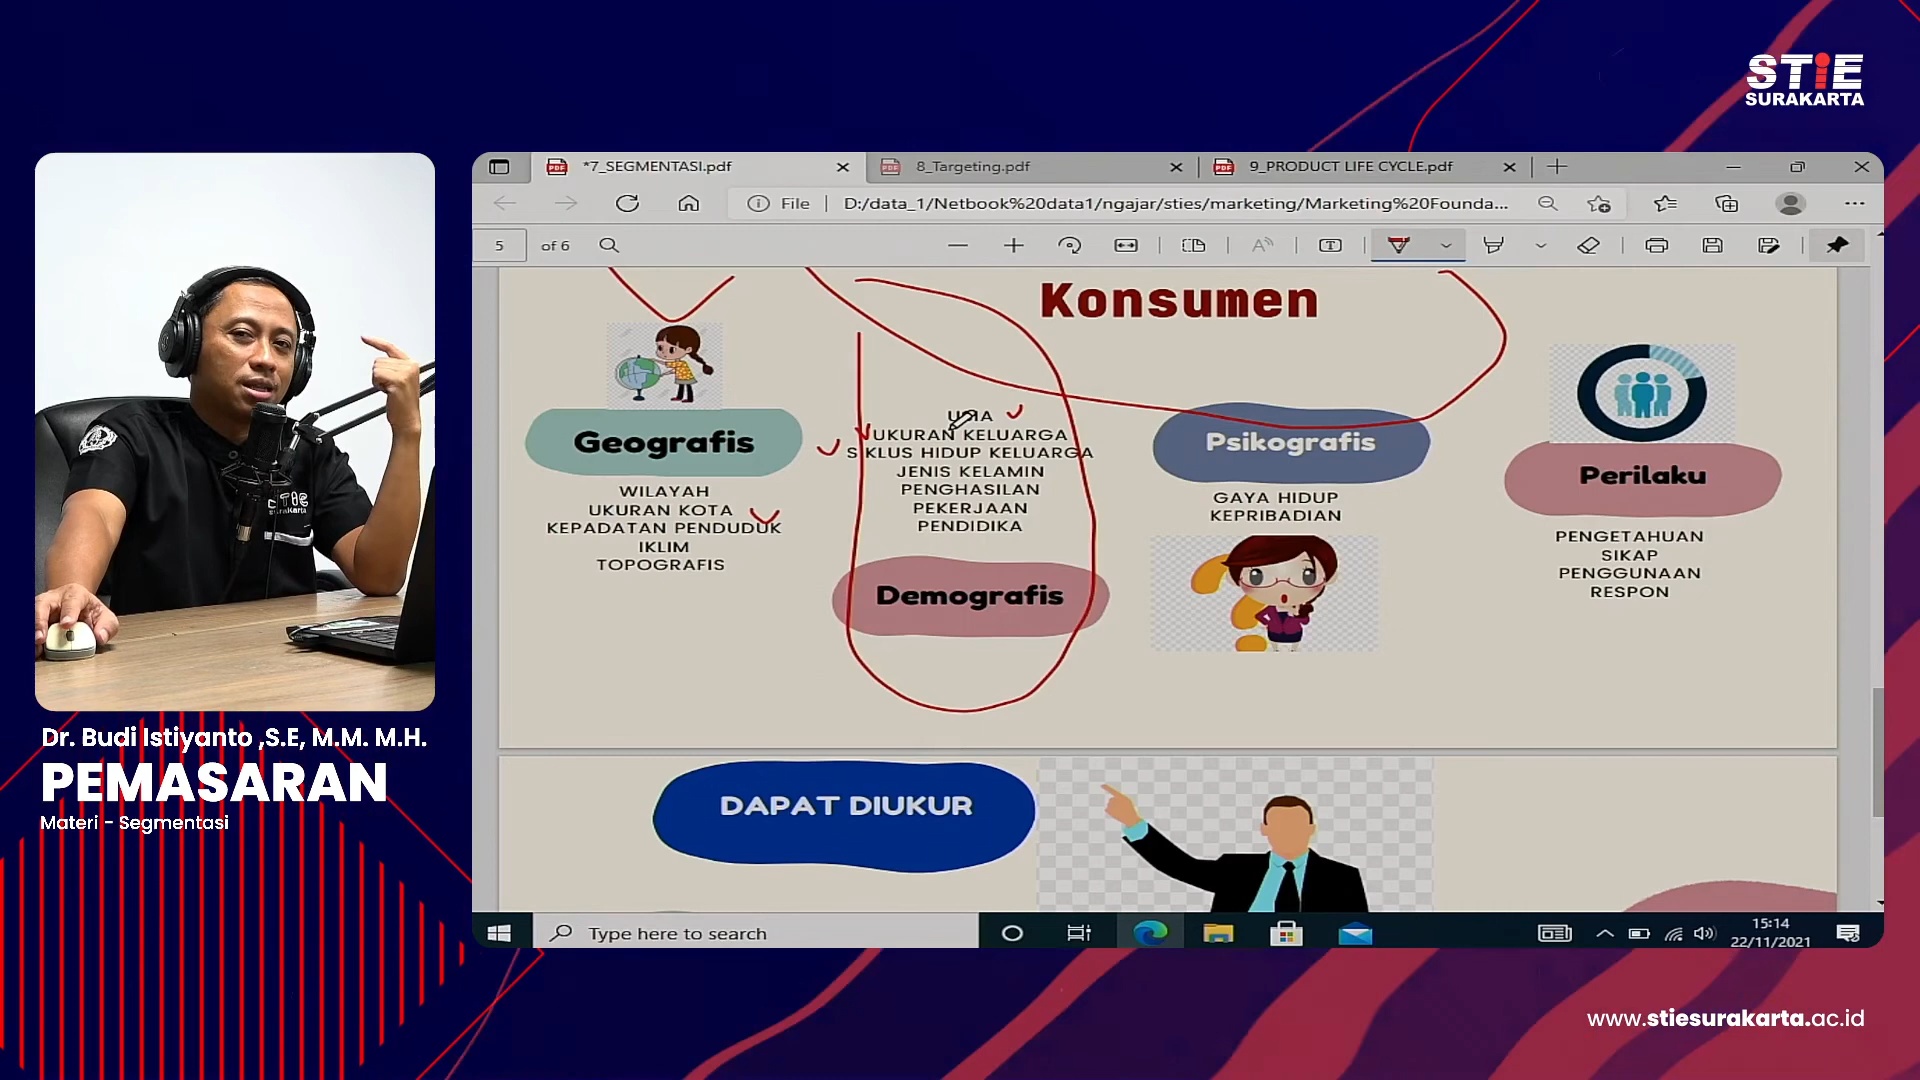 STiE
SURAKARTA
*7_SEGMENTASI.pdf
8_Targeting.pdf
9_PRODUCT LIFE CYCLE.pdf
File
D:/data_1/Netbook%20data1/ngajar/sties/marketing/Marketing%20Founda...
5 of 6
Konsumen
Geografis
WILAYAH
UKURAN KOTA
KEPADATAN PENDUDUK
IKLIM
TOPOGRAFIS
UKURAN KELUARGA
SIKLUS HIDUP KELUARGA
JENIS KELAMIN
PENGHASILAN
PEKERJAAN
PENDIDIKA
Demografis
Psikografis
GAYA HIDUP
KEPRIBADIAN
Perilaku
PENGETAHUAN
SIKAP
PENGGUNAAN
RESPON
DAPAT DIUKUR
Type here to search
15:14
22/11/2021
Dr. Budi Istiyanto ,S.E, M.M. M.H.
PEMASARAN
Materi - Segmentasi
www.stiesurakarta.ac.id